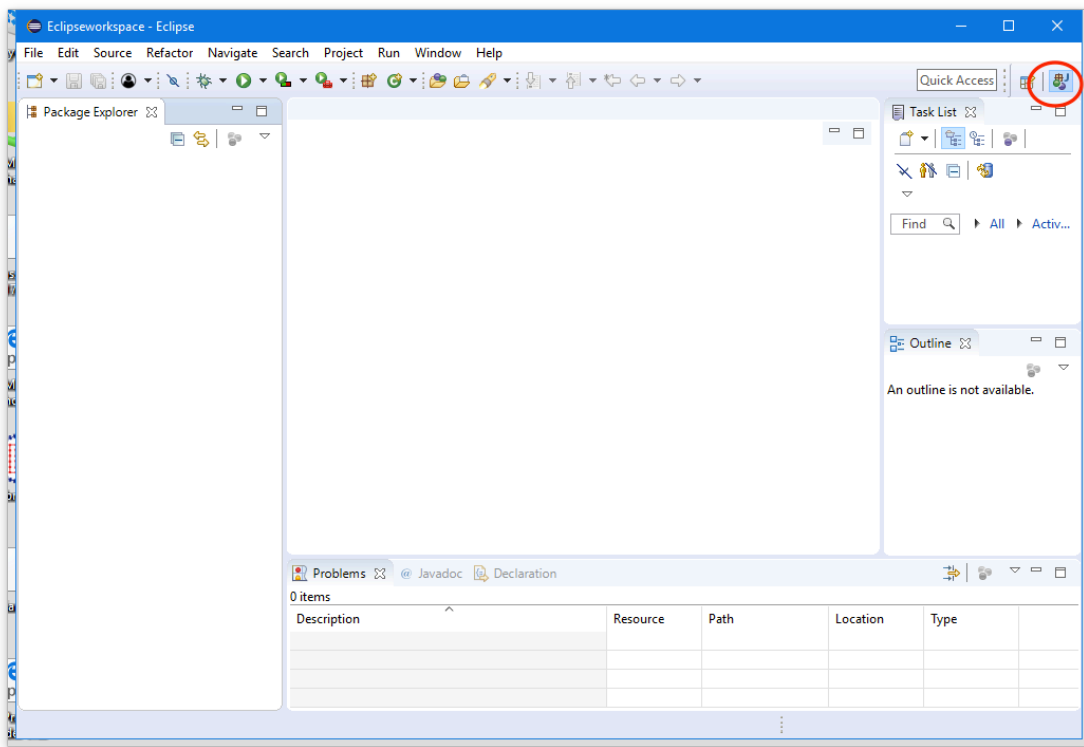 Eclipseworkspace - Eclipse
File Edit Source Refactor Navigate Search Project Run Window Help
Quick Access
Package Explorer
Task List
Find All Activ...
Outline
An outline is not available.
Problems @ Javadoc Declaration
0 items
Description Resource Path Location Type